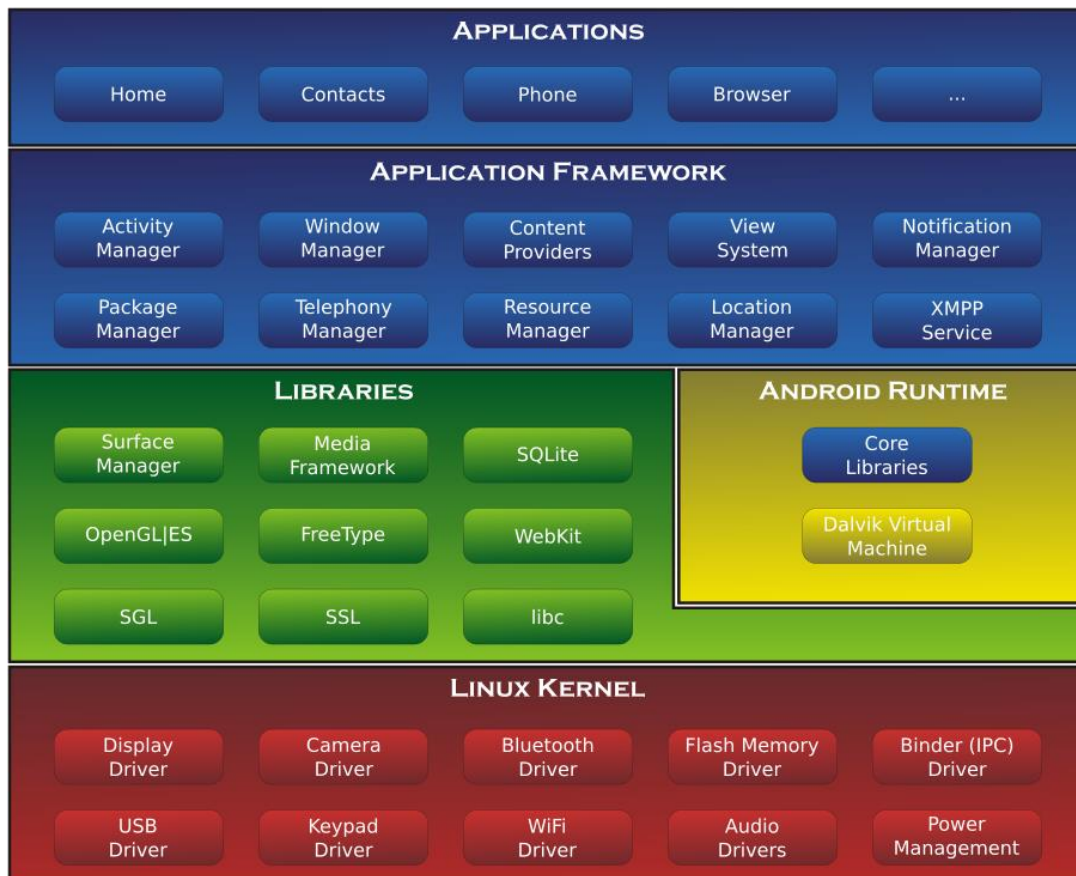 APPLICATIONS
Home
Contacts
Phone
Browser
...
APPLICATION FRAMEWORK
Activity
Manager
Window
Manager
Content
Providers
View
System
Notification
Manager
Package
Manager
Telephony
Manager
Resource
Manager
Location
Manager
XMPP
Service
LIBRARIES
Surface
Manager
Media
Framework
SQLite
OpenGL|ES
FreeType
WebKit
SGL
SSL
libc
ANDROID RUNTIME
Core
Libraries
Dalvik Virtual
Machine
LINUX KERNEL
Display
Driver
Camera
Driver
Bluetooth
Driver
Flash Memory
Driver
Binder (IPC)
Driver
USB
Driver
Keypad
Driver
WiFi
Driver
Audio
Drivers
Power
Management